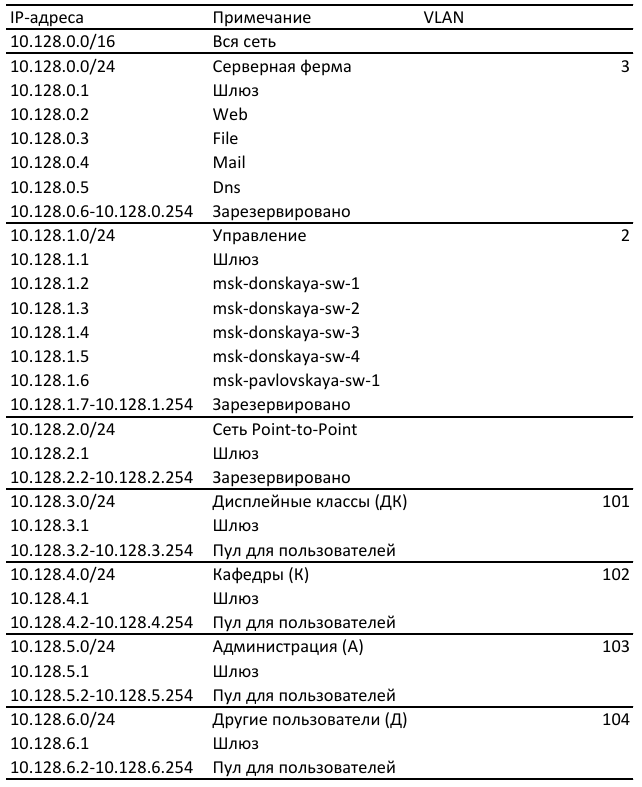 IP-адреса Примечание VLAN
10.128.0.0/16 Вся сеть
10.128.0.0/24 Серверная ферма 3
10.128.0.1 Шлюз
10.128.0.2 Web
10.128.0.3 File
10.128.0.4 Mail
10.128.0.5 Dns
10.128.0.6-10.128.0.254 Зарезервировано
10.128.1.0/24 Управление 2
10.128.1.1 Шлюз
10.128.1.2 msk-donskaya-sw-1
10.128.1.3 msk-donskaya-sw-2
10.128.1.4 msk-donskaya-sw-3
10.128.1.5 msk-donskaya-sw-4
10.128.1.6 msk-pavlovskaya-sw-1
10.128.1.7-10.128.1.254 Зарезервировано
10.128.2.0/24 Сеть Point-to-Point
10.128.2.1 Шлюз
10.128.2.2-10.128.2.254 Зарезервировано
10.128.3.0/24 Дисплейные классы (ДК) 101
10.128.3.1 Шлюз
10.128.3.2-10.128.3.254 Пул для пользователей
10.128.4.0/24 Кафедры (К) 102
10.128.4.1 Шлюз
10.128.4.2-10.128.4.254 Пул для пользователей
10.128.5.0/24 Администрация (А) 103
10.128.5.1 Шлюз
10.128.5.2-10.128.5.254 Пул для пользователей
10.128.6.0/24 Другие пользователи (Д) 104
10.128.6.1 Шлюз
10.128.6.2-10.128.6.254 Пул для пользователей